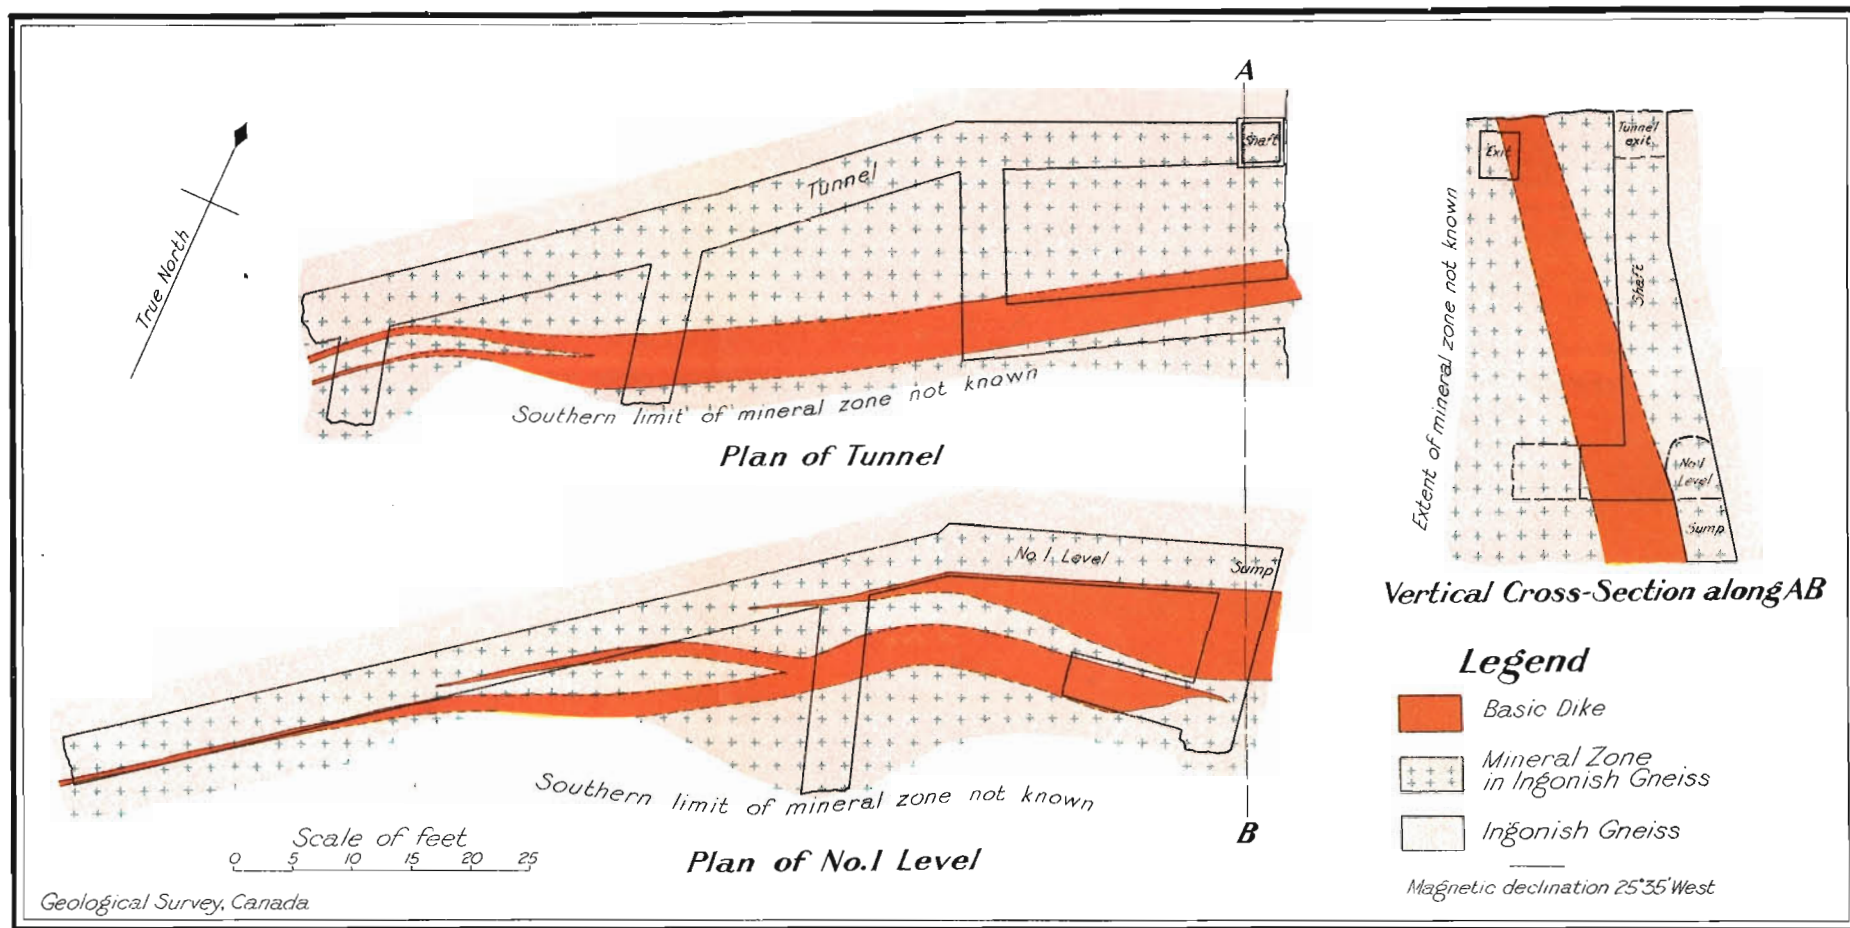 A
Shaft
Tunnel
True North
Southern limit of mineral zone not known
Plan of Tunnel
No. 1 Level
Sump
Southern limit of mineral zone not known
B
Scale of feet
0 5 10 15 20 25
Plan of No.1 Level
Geological Survey, Canada
Tunnel
exit
Exit
Shaft
Extent of mineral zone not known
No.1
Level
Sump
Vertical Cross-Section along AB
Legend
Basic Dike
Mineral Zone
in Ingonish Gneiss
Ingonish Gneiss
Magnetic declination 25°35' West